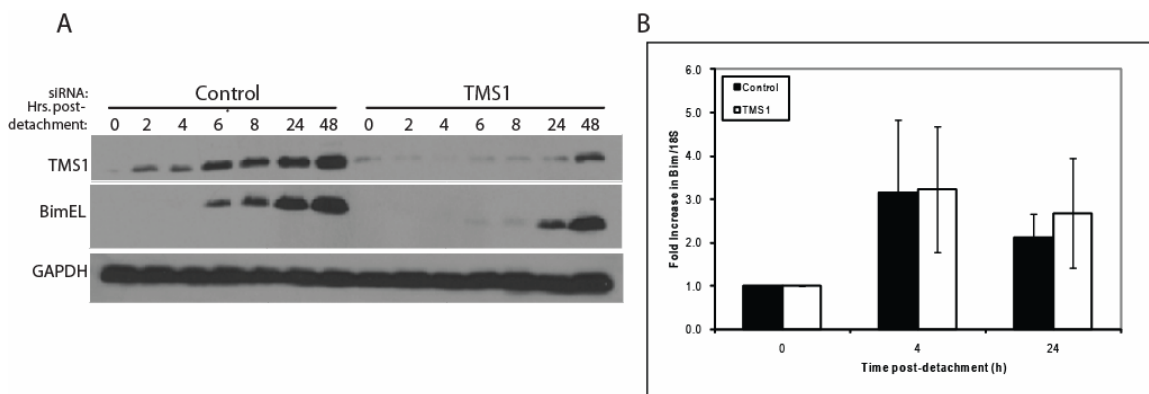 A
siRNA: Control TMS1
Hrs. post-
detachment: 0 2 4 6 8 24 48 0 2 4 6 8 24 48
TMS1
BimEL
GAPDH
B
Fold Increase in Bim/18S
6.0
5.0
4.0
3.0
2.0
1.0
0.0
Control
TMS1
0 4 24
Time post-detachment (h)